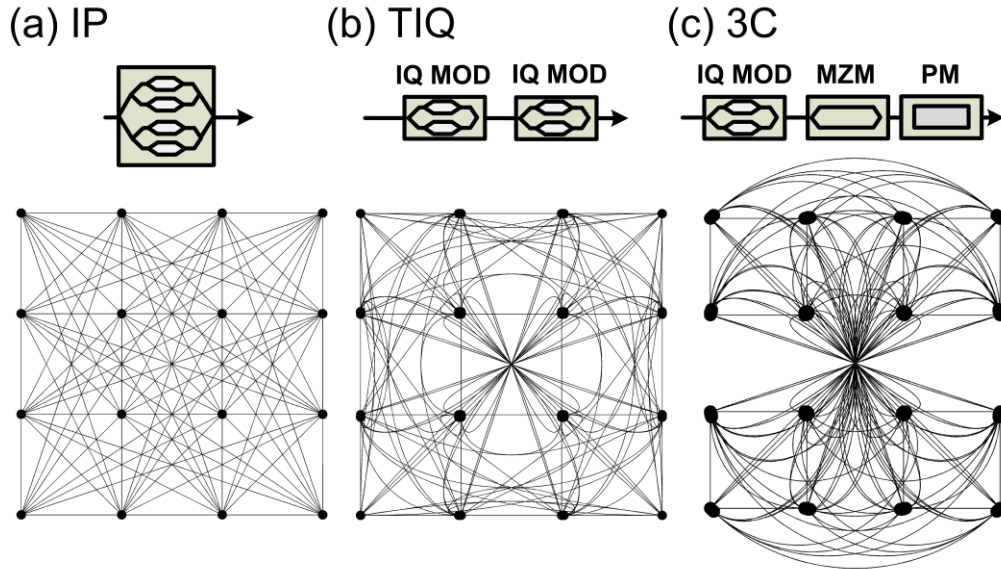 (a) IP
(b) TIQ
(c) 3C
IQ MOD IQ MOD
IQ MOD MZM PM